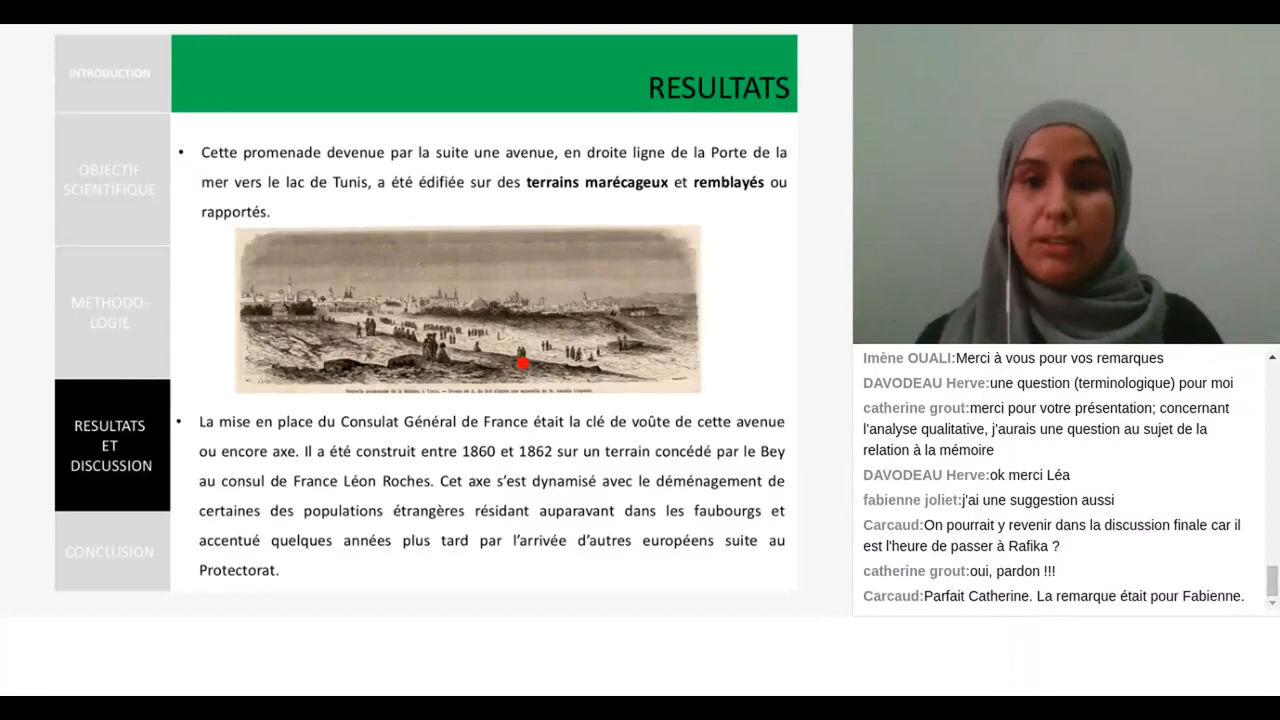 INTRODUCTION
OBJECTIF
SCIENTIFIQUE
METHODO-
LOGIE
RESULTATS
ET
DISCUSSION
CONCLUSION
RESULTATS
• Cette promenade devenue par la suite une avenue, en droite ligne de la Porte de la
mer vers le lac de Tunis, a été édifiée sur des terrains marécageux et remblayés ou
rapportés.
• La mise en place du Consulat Général de France était la clé de voûte de cette avenue
ou encore axe. Il a été construit entre 1860 et 1862 sur un terrain concédé par le Bey
au consul de France Léon Roches. Cet axe s’est dynamisé avec le déménagement de
certaines des populations étrangères résidant auparavant dans les faubourgs et
accentué quelques années plus tard par l’arrivée d’autres européens suite au
Protectorat.
Imène OUALI:Merci à vous pour vos remarques
DAVODEAU Herve:une question (terminologique) pour moi
catherine grout:merci pour votre présentation; concernant
l'analyse qualitative, j'aurais une question au sujet de la
relation à la mémoire
DAVODEAU Herve:ok merci Léa
fabienne joliet:j'ai une suggestion aussi
Carcaud:On pourrait y revenir dans la discussion finale car il
est l'heure de passer à Rafika ?
catherine grout:oui, pardon !!!
Carcaud:Parfait Catherine. La remarque était pour Fabienne.